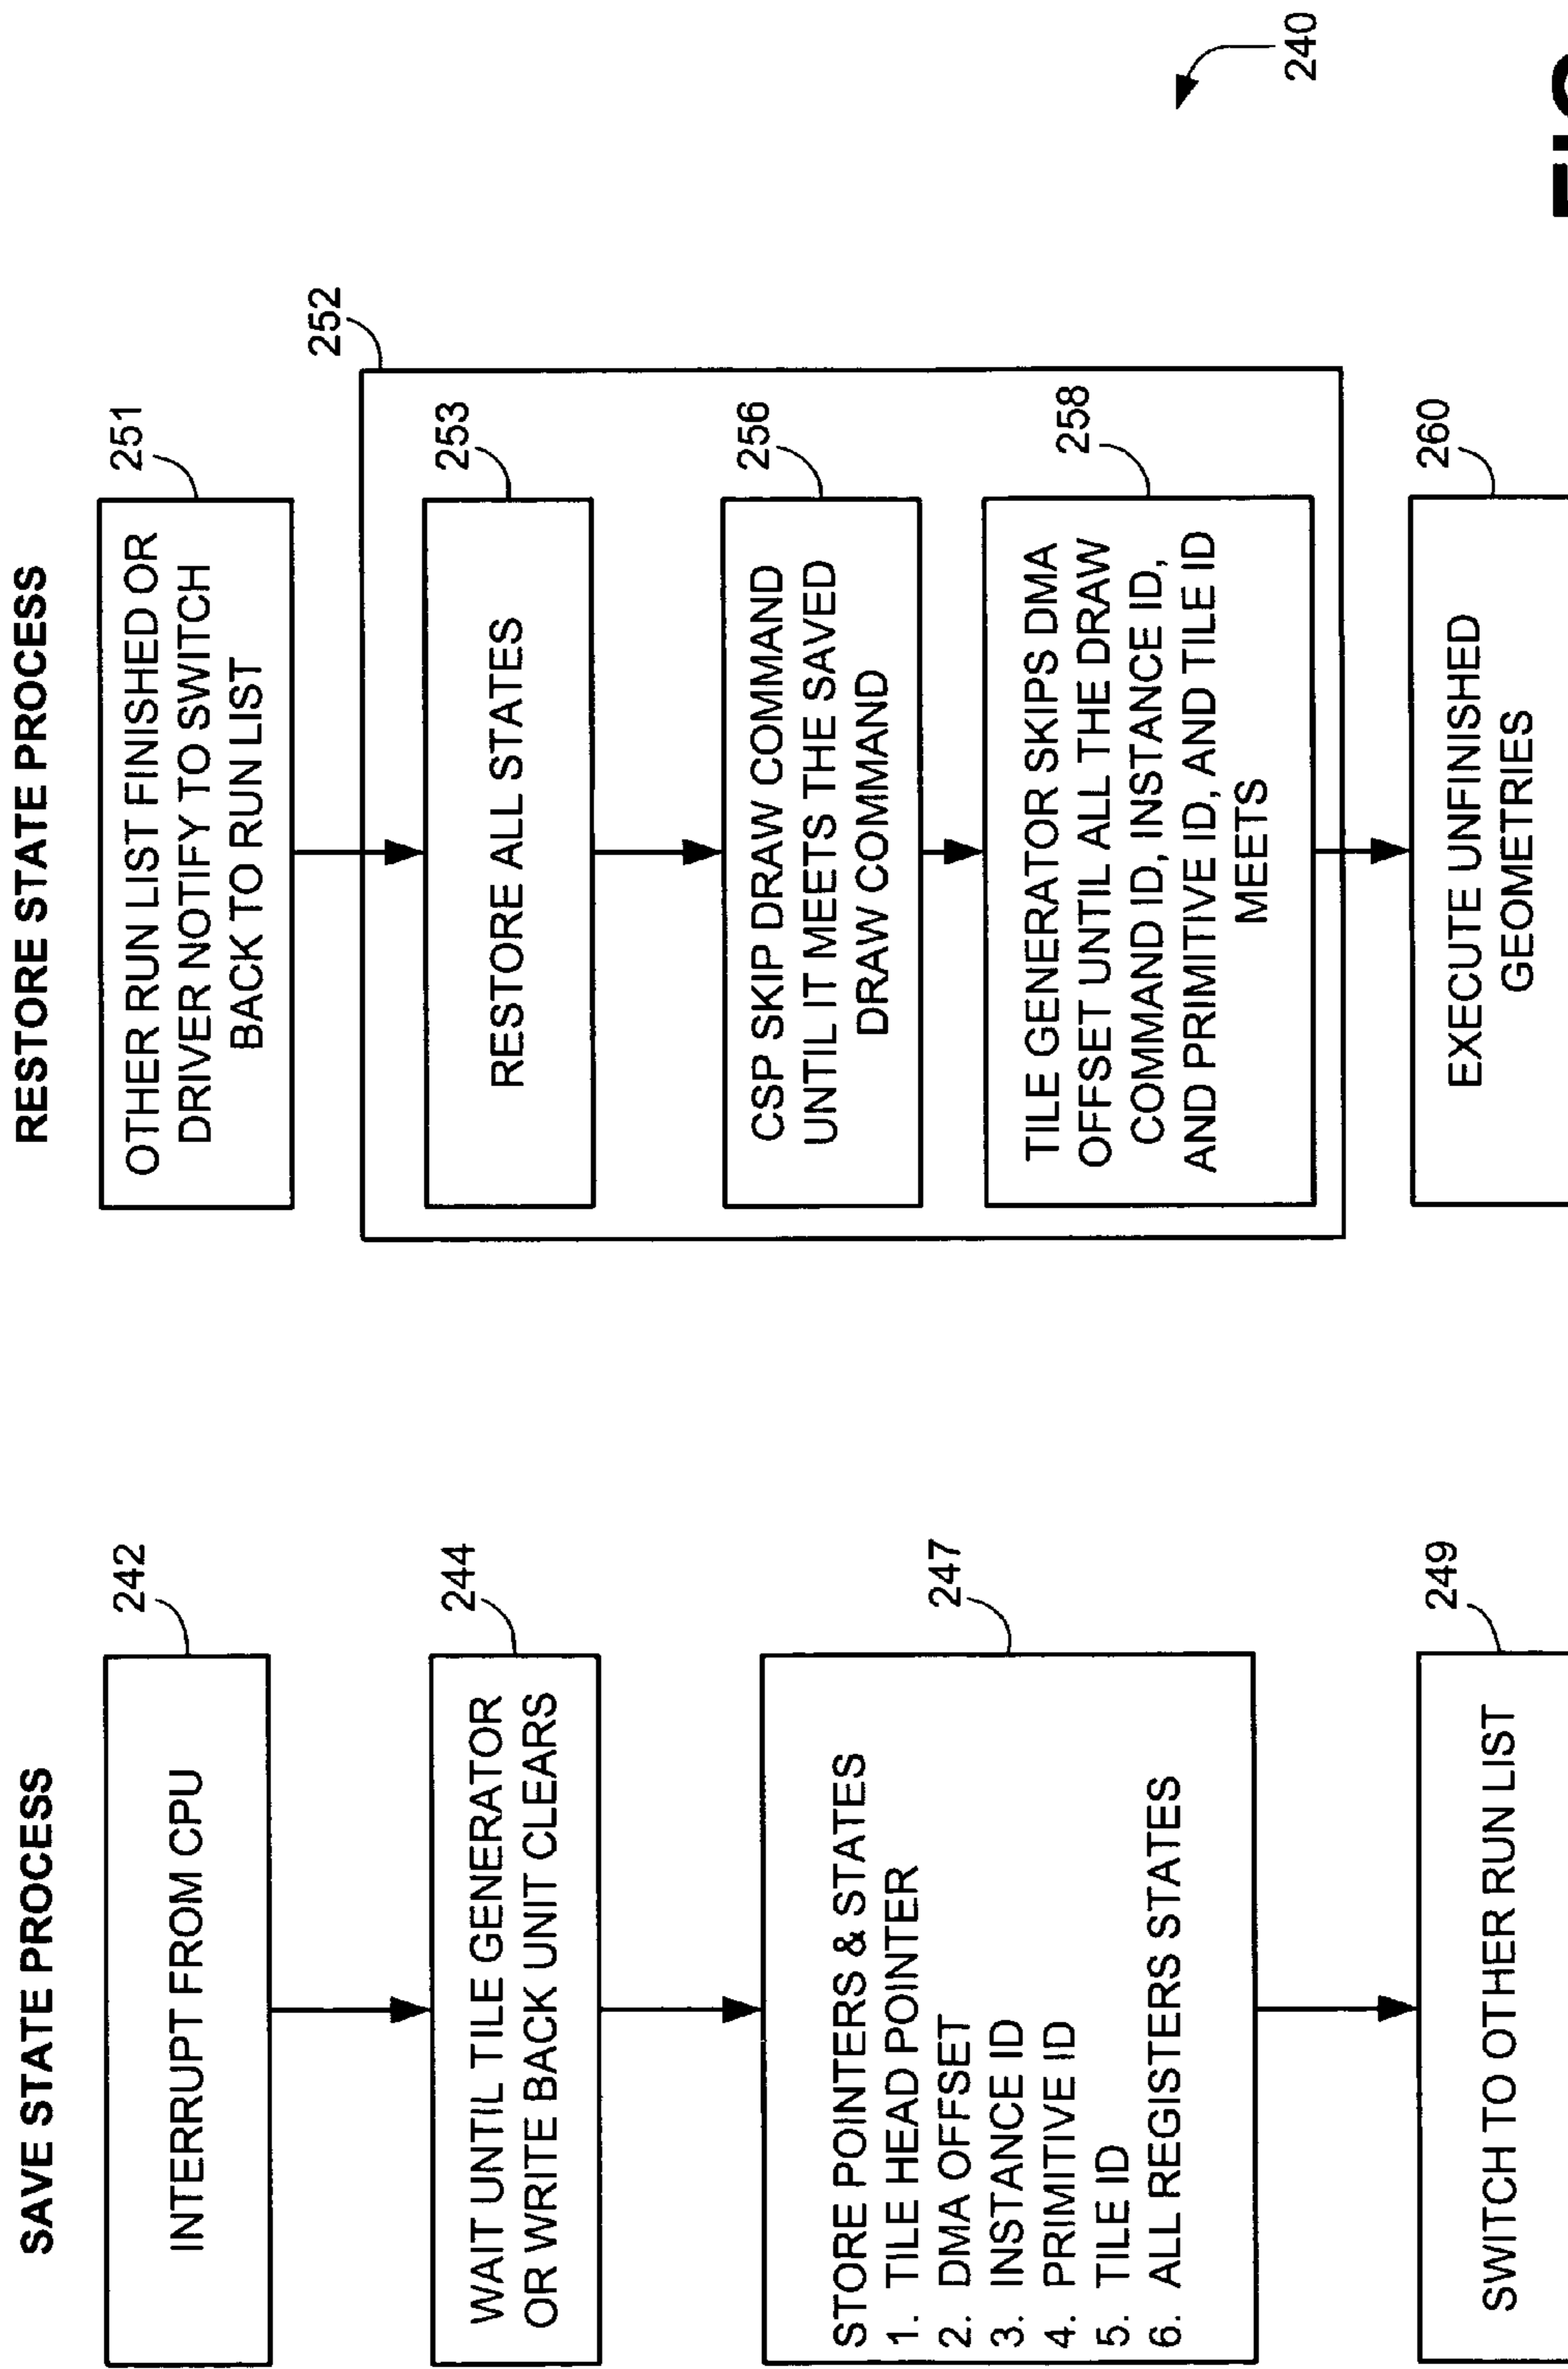 SAVE STATE PROCESS
242
INTERRUPT FROM CPU
244
WAIT UNTIL TILE GENERATOR
OR WRITE BACK UNIT CLEARS
247
STORE POINTERS & STATES
1. TILE HEAD POINTER
2. DMA OFFSET
3. INSTANCE ID
4. PRIMITIVE ID
5. TILE ID
6. ALL REGISTERS STATES
249
SWITCH TO OTHER RUN LIST
RESTORE STATE PROCESS
251
OTHER RUN LIST FINISHED OR
DRIVER NOTIFY TO SWITCH
BACK TO RUN LIST
252
253
RESTORE ALL STATES
256
CSP SKIP DRAW COMMAND
UNTIL IT MEETS THE SAVED
DRAW COMMAND
258
TILE GENERATOR SKIPS DMA
OFFSET UNTIL ALL THE DRAW
COMMAND ID, INSTANCE ID,
AND PRIMITIVE ID, AND TILE ID
MEETS
260
EXECUTE UNFINISHED
GEOMETRIES
240